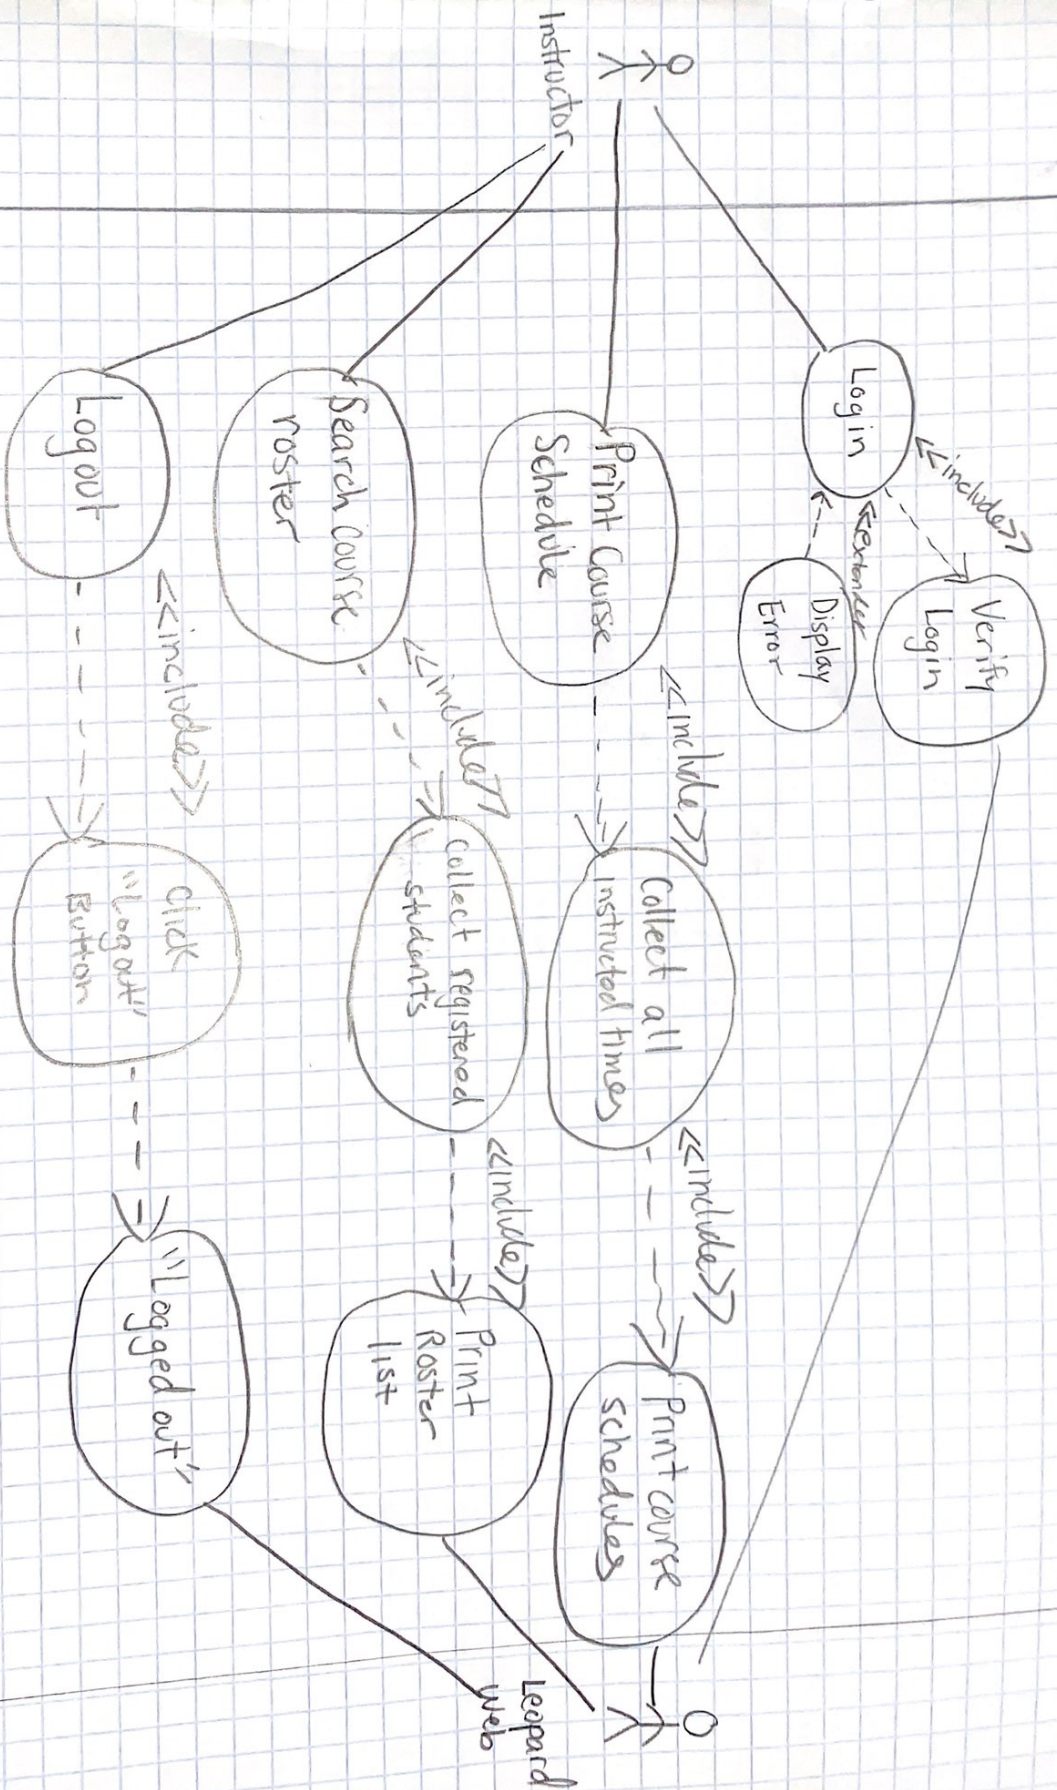 Instructor
Login
<<include>>
Verify
Login
<<extender
Display
Error
Print Course
Schedule
<<include>>
Collect all
instructed times
<<include>>
Print course
schedules
Search Course
roster
<<include>>
collect registered
students
<<include>>
Print
Roster
list
Logout
<<include>>
Click
"Logout"
Button
"Logged out"
Leopard
Web